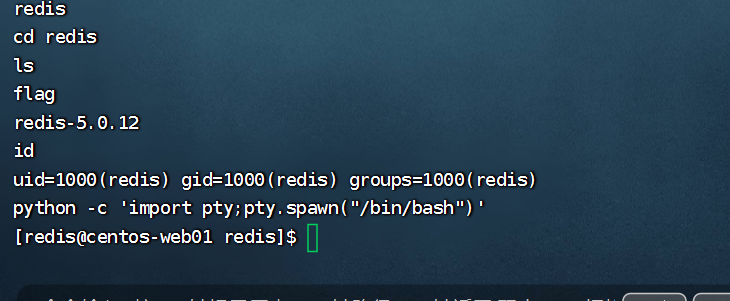 redis
cd redis
ls
flag
redis-5.0.12
id
uid=1000(redis) gid=1000(redis) groups=1000(redis)
python -c 'import pty;pty.spawn("/bin/bash")'
[redis@centos-web01 redis]$